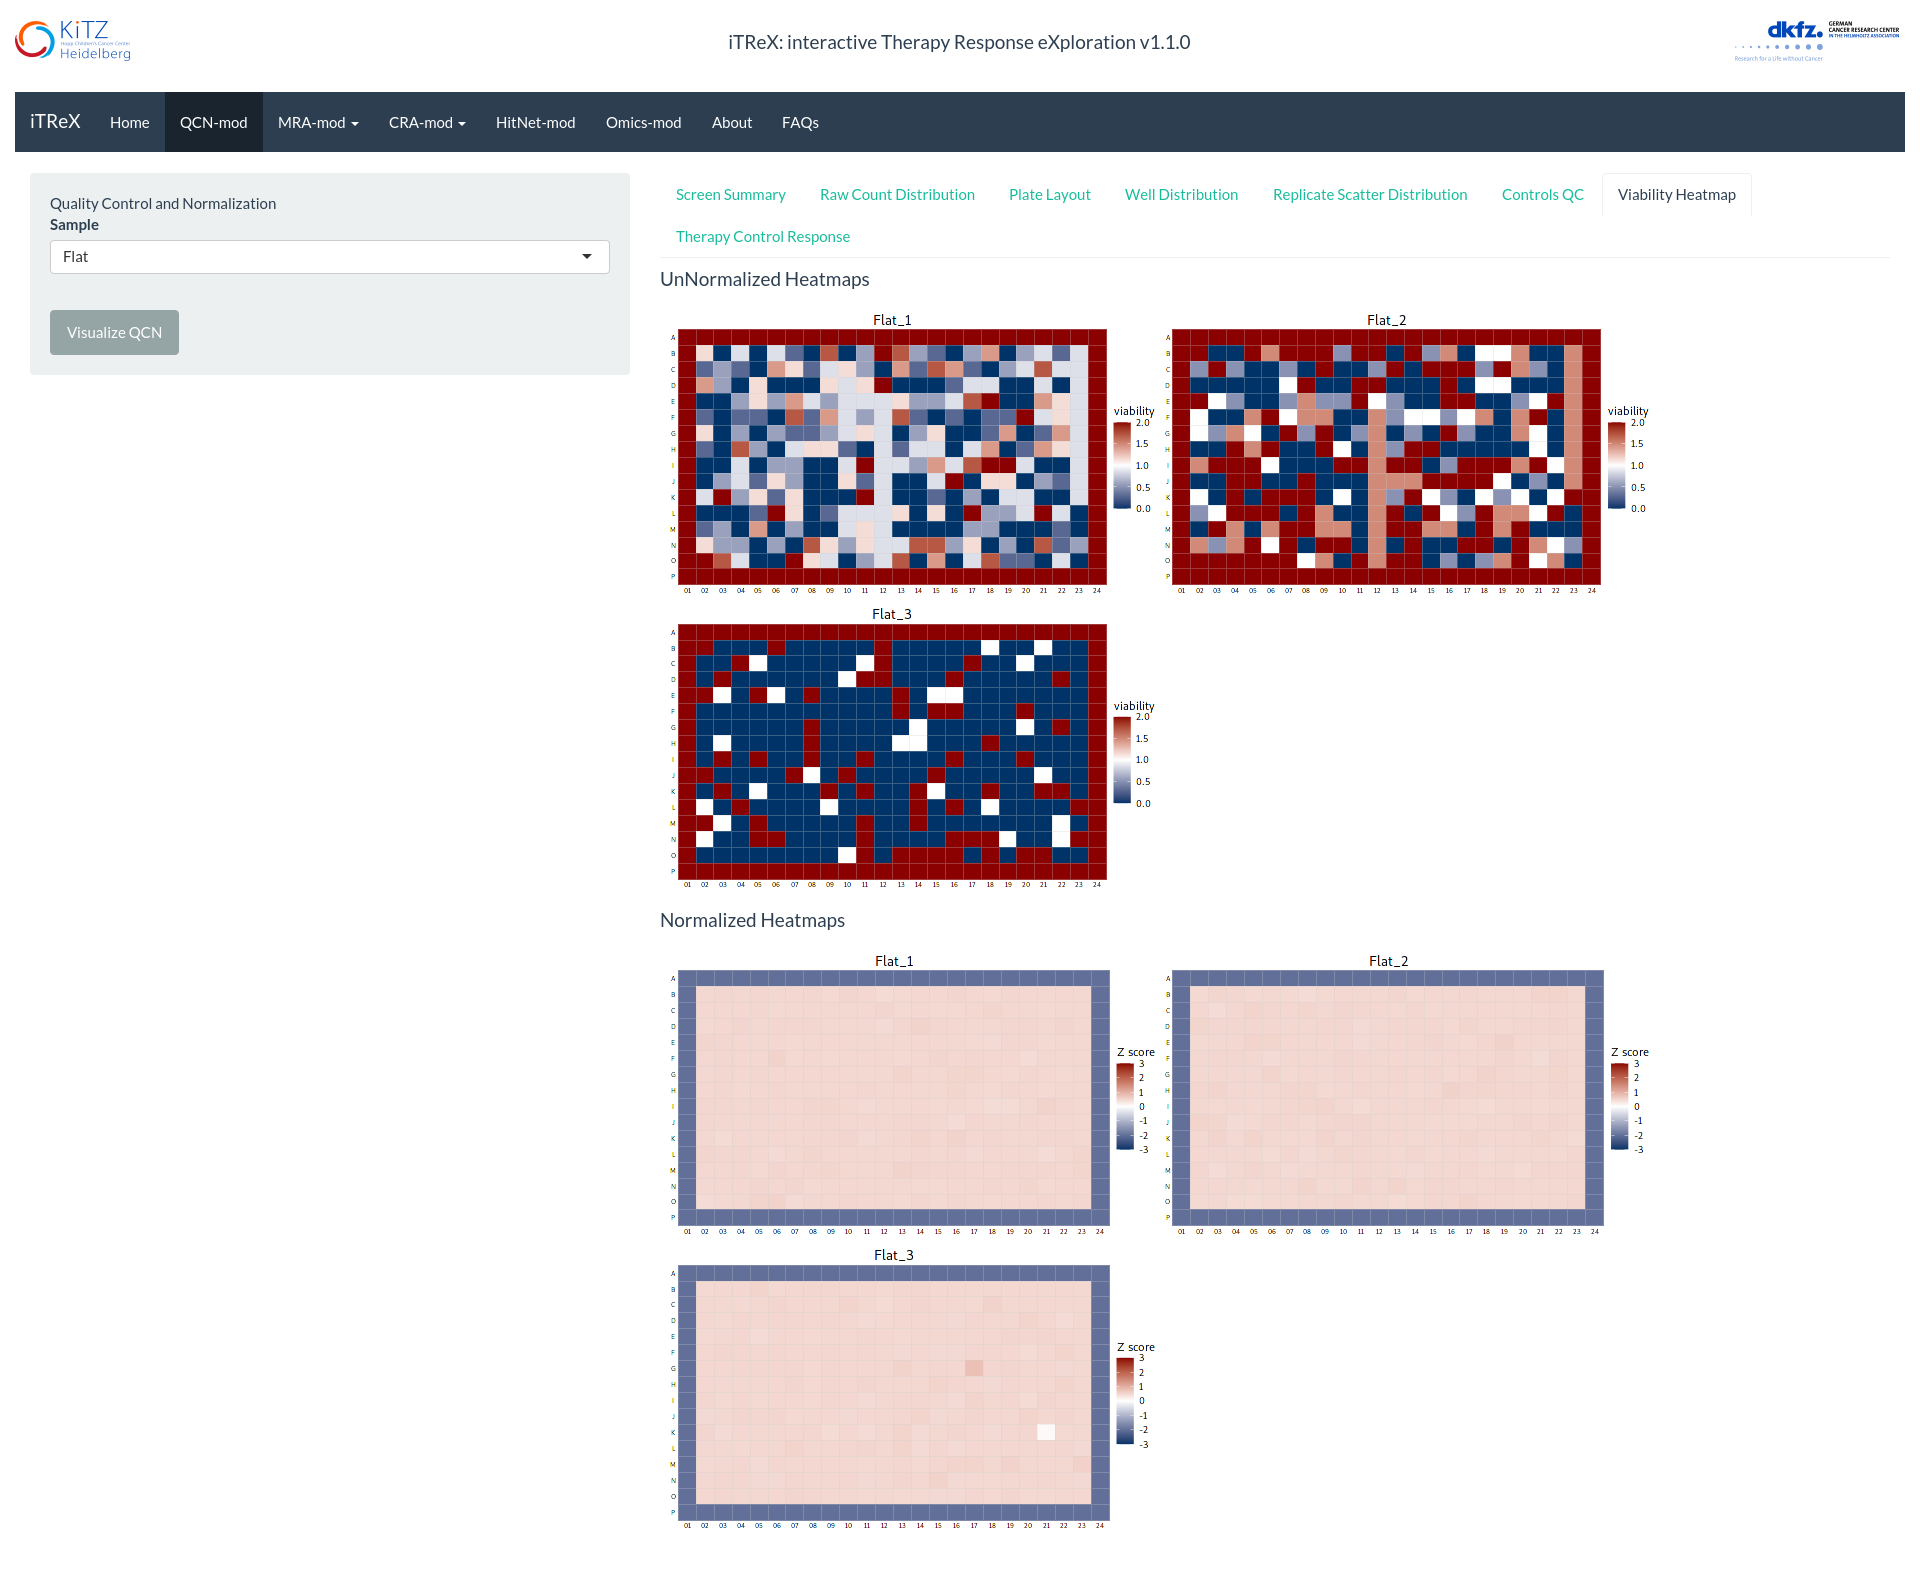 KiTZ
Hopp Children's Cancer Center
Heidelberg
iTReX: interactive Therapy Response eXploration v1.1.0
dkfz.
GERMAN
CANCER RESEARCH CENTER
IN THE HELMHOLTZ ASSOCIATION
Research for a Life without Cancer
iTReX Home QCN-mod MRA-mod CRA-mod HitNet-mod Omics-mod About FAQs
Quality Control and Normalization
Sample
Flat
Visualize QCN
Screen Summary Raw Count Distribution Plate Layout Well Distribution Replicate Scatter Distribution Controls QC Viability Heatmap
Therapy Control Response
UnNormalized Heatmaps
Flat_1
A
B
C
D
E
F
G
H
I
J
K
L
M
N
O
P
01 02 03 04 05 06 07 08 09 10 11 12 13 14 15 16 17 18 19 20 21 22 23 24
viability
2.0
1.5
1.0
0.5
0.0
Flat_2
A
B
C
D
E
F
G
H
I
J
K
L
M
N
O
P
01 02 03 04 05 06 07 08 09 10 11 12 13 14 15 16 17 18 19 20 21 22 23 24
viability
2.0
1.5
1.0
0.5
0.0
Flat_3
A
B
C
D
E
F
G
H
I
J
K
L
M
N
O
P
01 02 03 04 05 06 07 08 09 10 11 12 13 14 15 16 17 18 19 20 21 22 23 24
viability
2.0
1.5
1.0
0.5
0.0
Normalized Heatmaps
Flat_1
A
B
C
D
E
F
G
H
I
J
K
L
M
N
O
P
01 02 03 04 05 06 07 08 09 10 11 12 13 14 15 16 17 18 19 20 21 22 23 24
Z score
3
2
1
0
-1
-2
-3
Flat_2
A
B
C
D
E
F
G
H
I
J
K
L
M
N
O
P
01 02 03 04 05 06 07 08 09 10 11 12 13 14 15 16 17 18 19 20 21 22 23 24
Z score
3
2
1
0
-1
-2
-3
Flat_3
A
B
C
D
E
F
G
H
I
J
K
L
M
N
O
P
01 02 03 04 05 06 07 08 09 10 11 12 13 14 15 16 17 18 19 20 21 22 23 24
Z score
3
2
1
0
-1
-2
-3